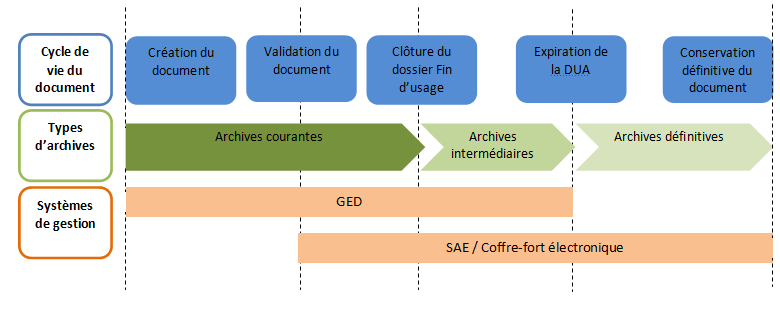 Cycle de
vie du
document
Création du
document
Validation du
document
Clôture du
dossier Fin
d'usage
Expiration de
la DUA
Conservation
définitive du
document
Types
d'archives
Archives courantes
Archives
intermédiaires
Archives définitives
Systèmes
de gestion
GED
SAE / Coffre-fort électronique